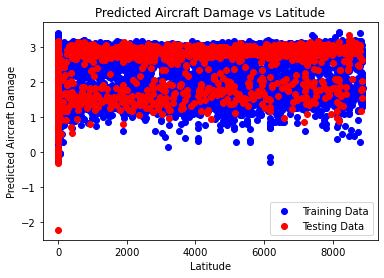 Predicted Aircraft Damage vs Latitude
Predicted Aircraft Damage
3
2
1
0
−1
−2
0 2000 4000 6000 8000
Latitude
Training Data
Testing Data